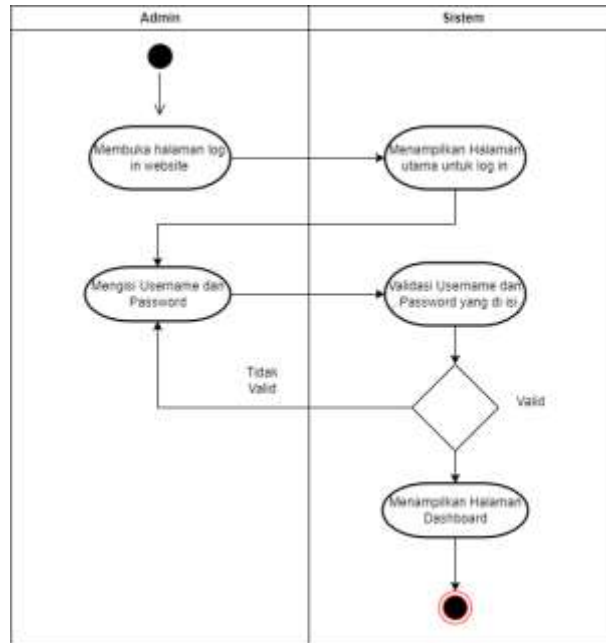 Admin
Sistem
Membuka halaman log
in website
Menampilkan Halaman
utama untuk log in
Mengisi Username dan
Password
Validasi Username dan
Password yang di isi
Tidak
Valid
Valid
Menampilkan Halaman
Dashboard